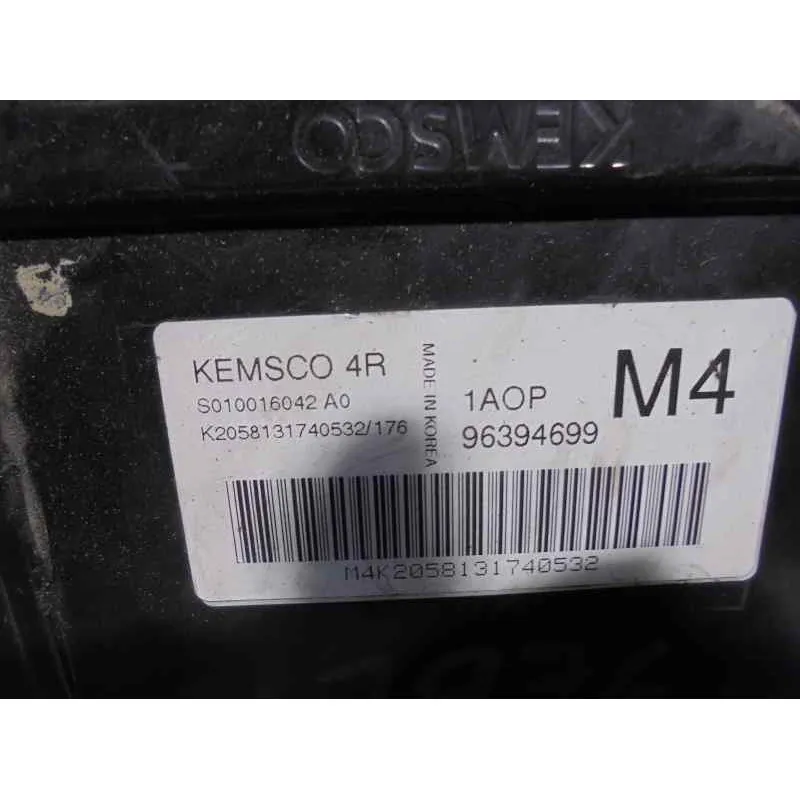 KEMSCO
KEMSCO 4R
S010016042 A0
K2058131740532/176
MADE IN KOREA
1AOP
96394699
M4
M4K2058131740532